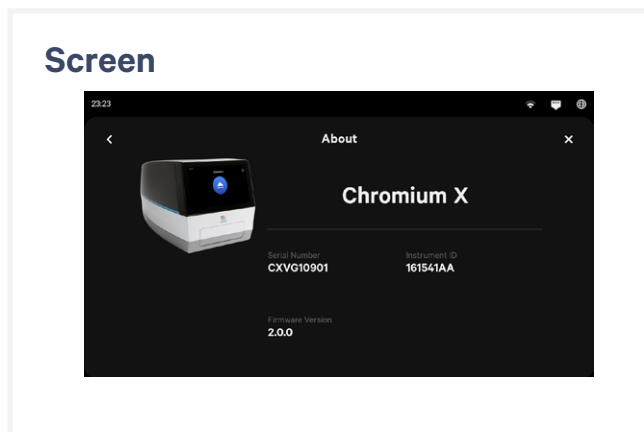 Screen
23:23
About
Chromium X
Serial Number Instrument ID
CXVG10901 161541AA
Firmware Version
2.0.0